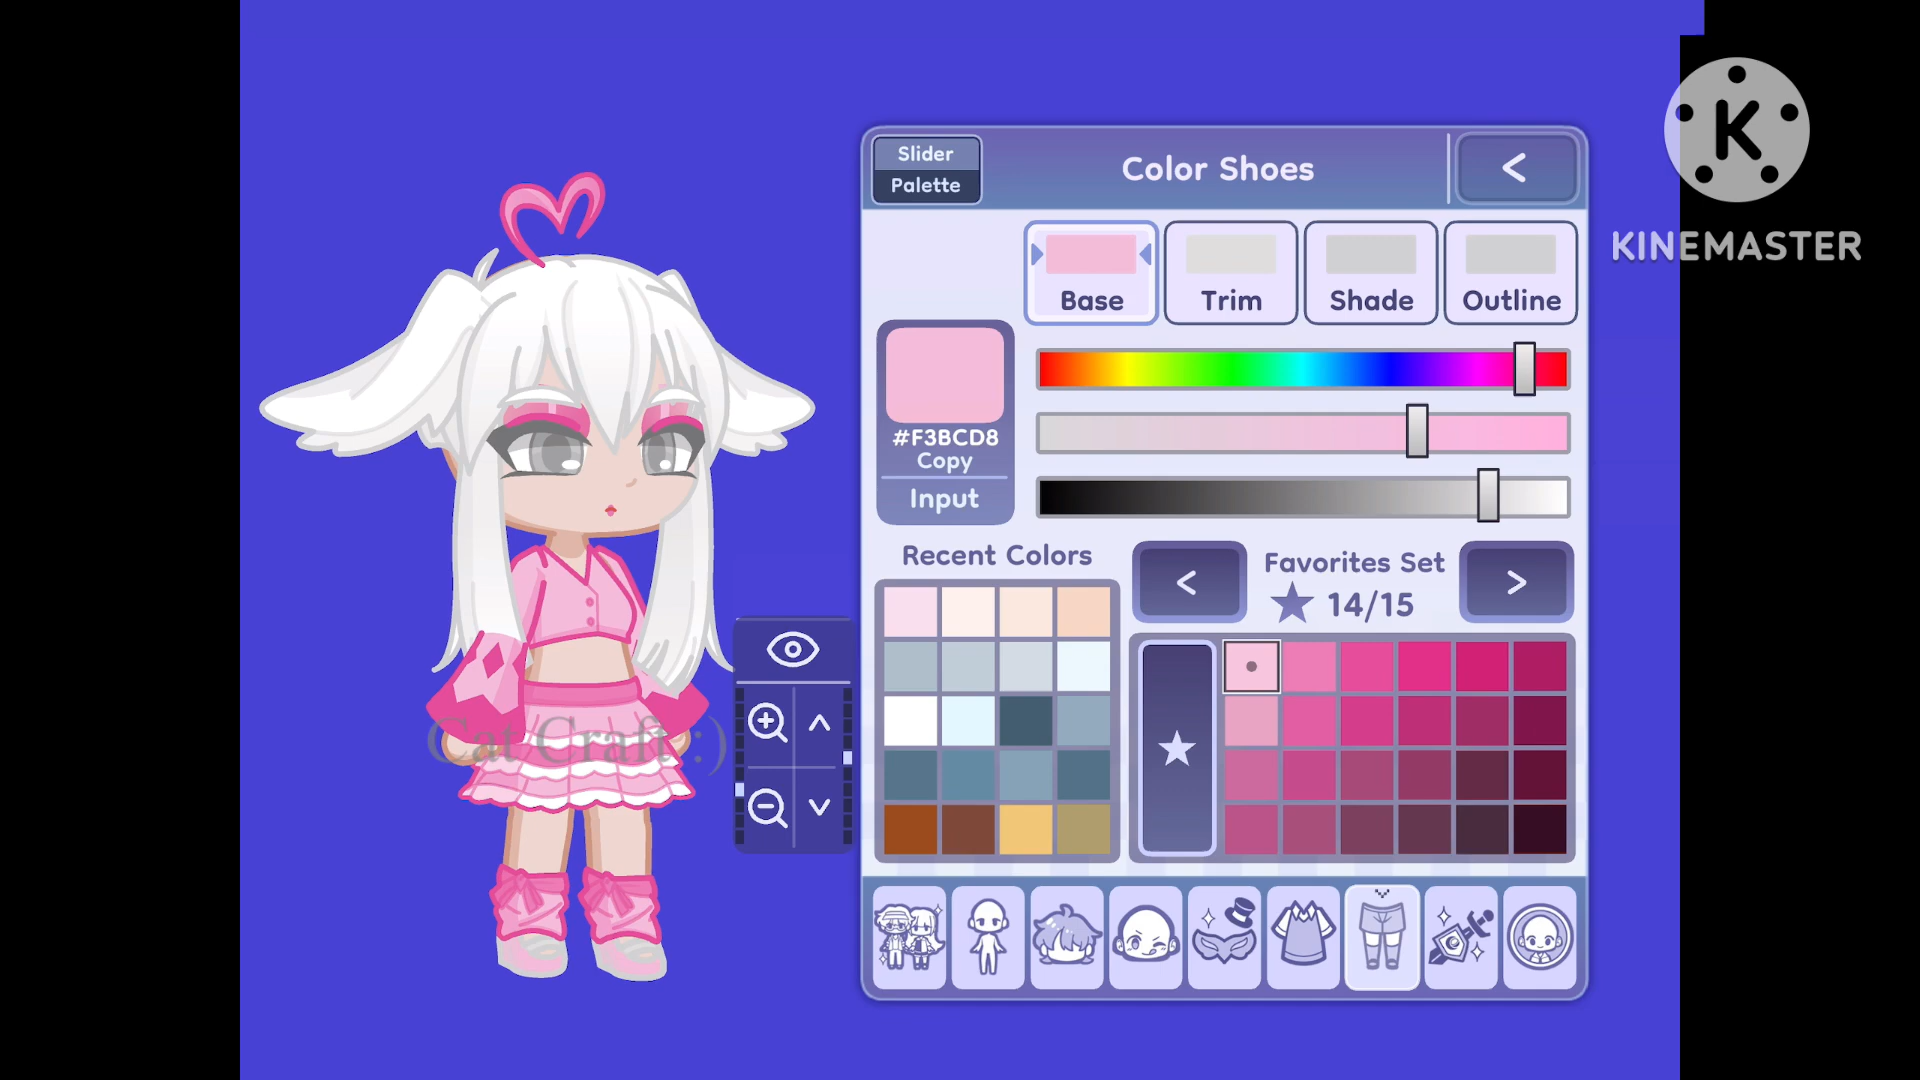 Slider
Palette
Color Shoes
<
K
KINEMASTER
Base
Trim
Shade
Outline
#F3BCD8
Copy
Input
Recent Colors
<
Favorites Set
14/15
>
Cat Craft :)